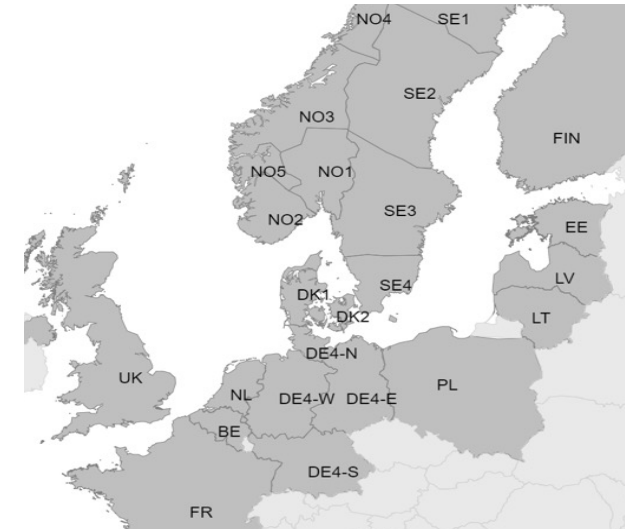 NO4
SE1
SE2
NO3
FIN
NO5
NO1
SE3
NO2
EE
LV
SE4
DK1
DK2
LT
DE4-N
UK
NL
DE4-W
DE4-E
PL
BE
DE4-S
FR